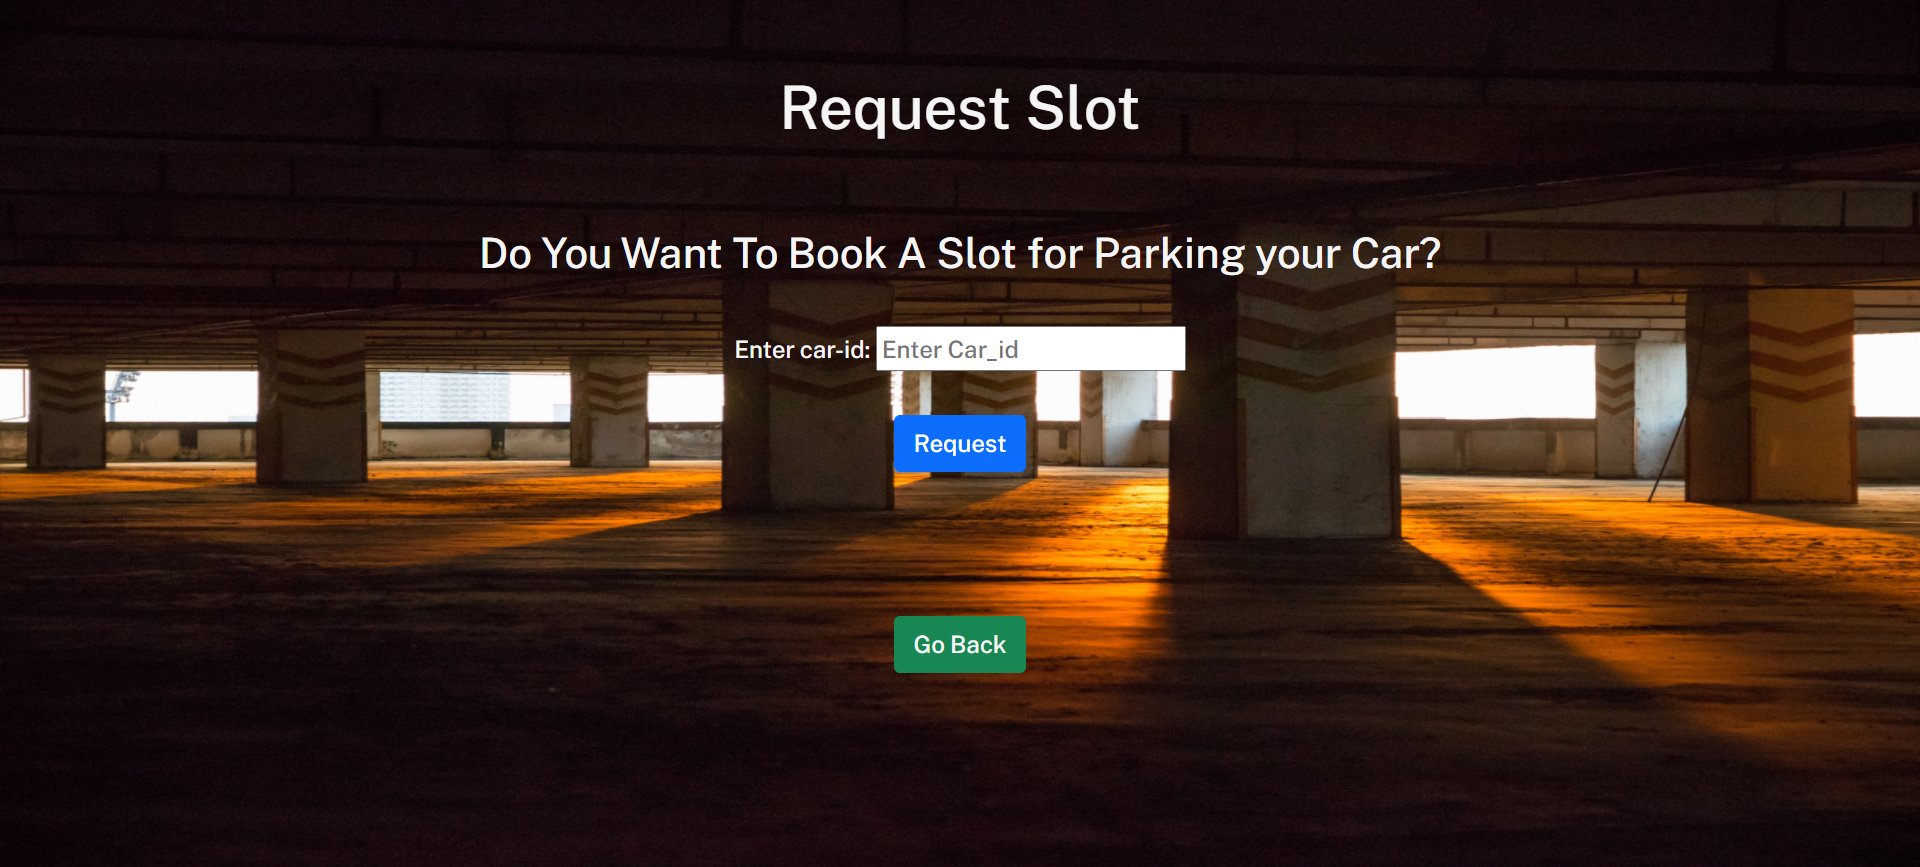 Request Slot
Do You Want To Book A Slot for Parking your Car?
Enter car-id: Enter Car_id
Request
Go Back